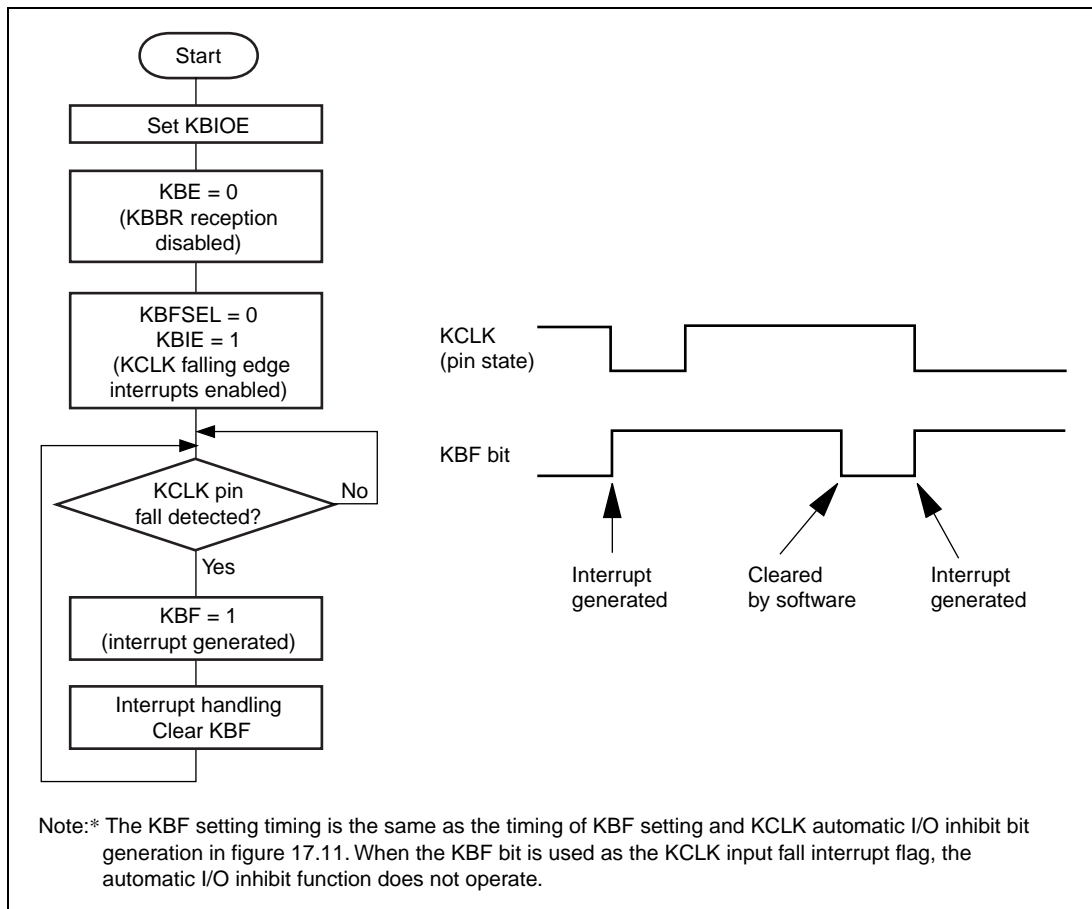 Start
Set KBIOE
KBE = 0
(KBBR reception
disabled)
KBFSEL = 0
KBIE = 1
(KCLK falling edge
interrupts enabled)
KCLK pin
fall detected?
No
Yes
KBF = 1
(interrupt generated)
Interrupt handling
Clear KBF
KCLK
(pin state)
KBF bit
Interrupt
generated
Cleared
by software
Interrupt
generated
Note:* The KBF setting timing is the same as the timing of KBF setting and KCLK automatic I/O inhibit bit
generation in figure 17.11. When the KBF bit is used as the KCLK input fall interrupt flag, the
automatic I/O inhibit function does not operate.